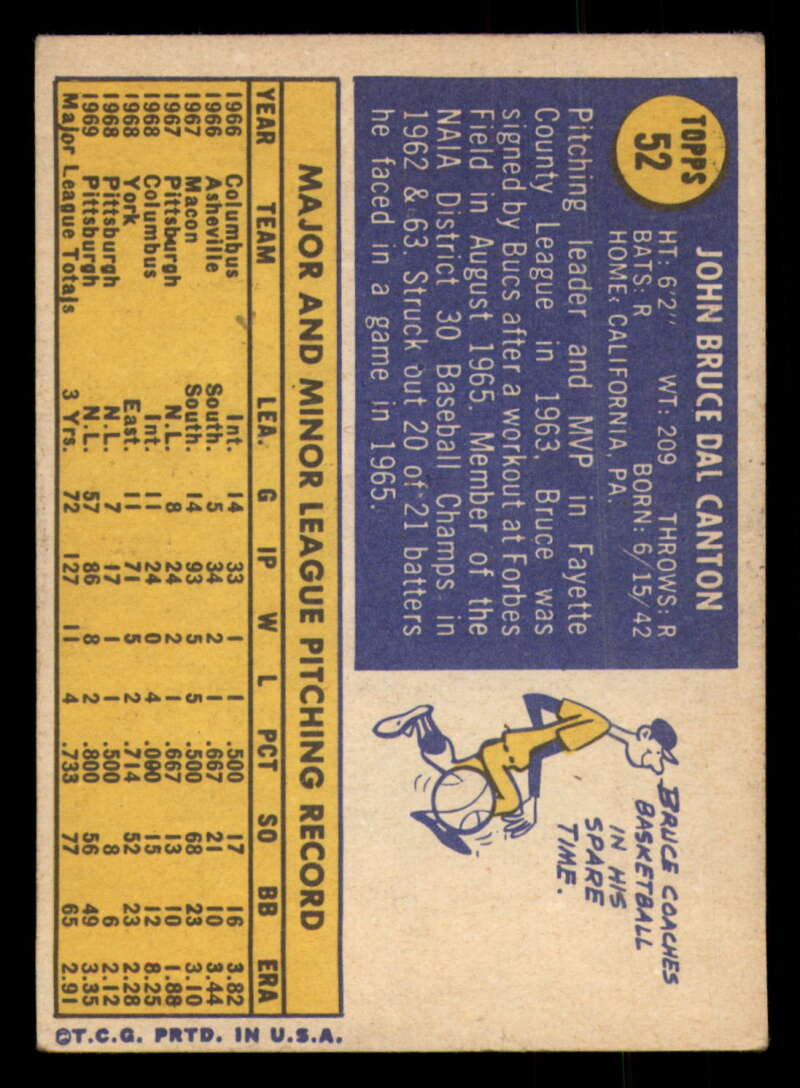 TOPPS
52
JOHN BRUCE DAL CANTON
HT: 6'2" WT: 209 THROWS: R
BATS: R BORN: 6/15/42
HOME: CALIFORNIA, PA.
Pitching leader and MVP in Fayette
County League in 1963, Bruce was
signed by Bucs after a workout at Forbes
Field in August 1965. Member of the
NAIA District 30 Baseball Champs in
1962 & 63. Struck out 20 of 21 batters
he faced in a game in 1965.
BRUCE COACHES
BASKETBALL
IN HIS
SPARE
TIME.
MAJOR AND MINOR LEAGUE PITCHING RECORD
YEAR TEAM LEA. G IP W L PCT SO BB ERA
1966 Columbus Int. 14 33 1 1 .500 17 16 3.82
1966 Asheville South. 5 34 2 1 .667 21 10 3.44
1967 Macon South. 14 93 5 5 .500 68 23 3.10
1967 Pittsburgh N.L. 8 24 2 1 .667 13 10 1.88
1968 Columbus Int. 11 24 0 4 .000 15 12 8.25
1968 York East. 11 71 5 2 .714 52 23 2.28
1968 Pittsburgh N.L. 7 17 1 1 .500 8 6 2.12
1969 Pittsburgh N.L. 57 86 8 2 .800 56 49 3.35
Major League Totals 3 Yrs. 72 127 11 4 .733 77 65 2.91
©T.C.G. PRTD. IN U.S.A.